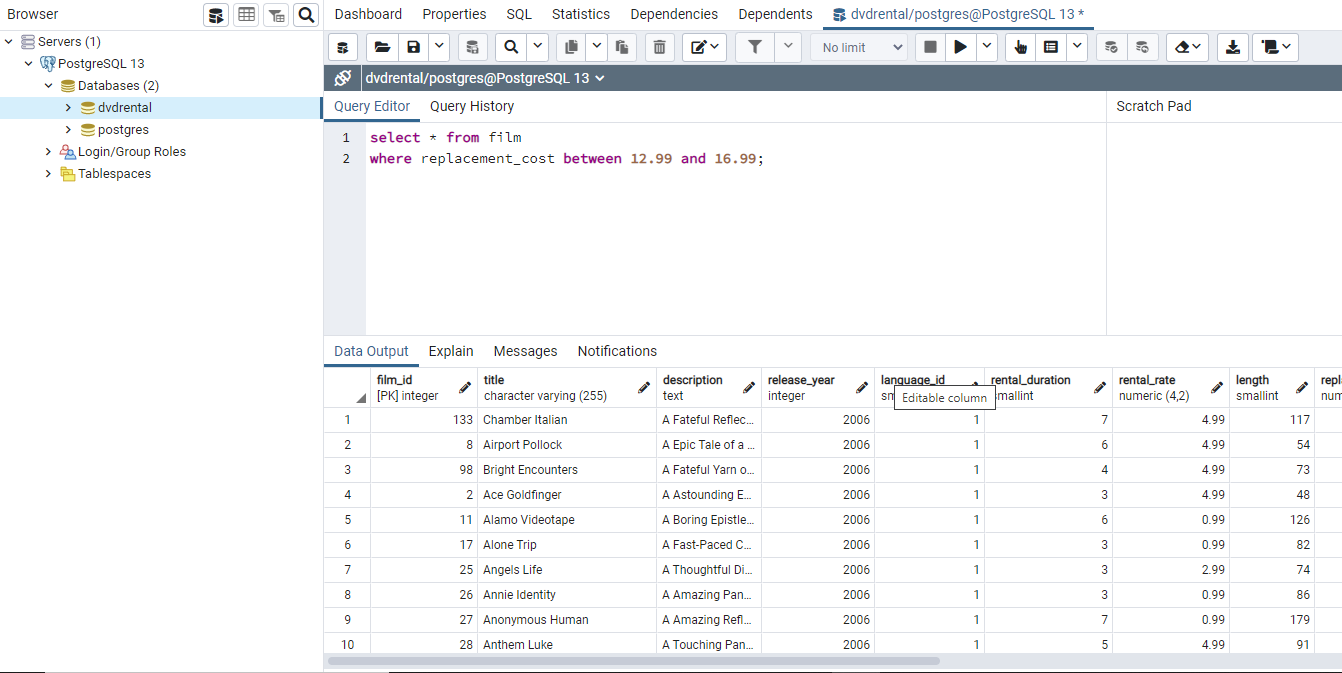 Browser
Servers (1)
PostgreSQL 13
Databases (2)
dvdrental
postgres
Login/Group Roles
Tablespaces
Dashboard Properties SQL Statistics Dependencies Dependents dvdrental/postgres@PostgreSQL 13 *
No limit
dvdrental/postgres@PostgreSQL 13
Query Editor Query History
Scratch Pad
1 select * from film
2 where replacement_cost between 12.99 and 16.99;
Data Output Explain Messages Notifications
film_id title description release_year language_id rental_duration rental_rate length repl
[PK] integer character varying (255) text integer sm smallint numeric (4,2) smallint num
Editable column
1 133 Chamber Italian A Fateful Reflec... 2006 1 7 4.99 117
2 8 Airport Pollock A Epic Tale of a ... 2006 1 6 4.99 54
3 98 Bright Encounters A Fateful Yarn o... 2006 1 4 4.99 73
4 2 Ace Goldfinger A Astounding E... 2006 1 3 4.99 48
5 11 Alamo Videotape A Boring Epistle... 2006 1 6 0.99 126
6 17 Alone Trip A Fast-Paced C... 2006 1 3 0.99 82
7 25 Angels Life A Thoughtful Di... 2006 1 3 2.99 74
8 26 Annie Identity A Amazing Pan... 2006 1 3 0.99 86
9 27 Anonymous Human A Amazing Refl... 2006 1 7 0.99 179
10 28 Anthem Luke A Touching Pan... 2006 1 5 4.99 91